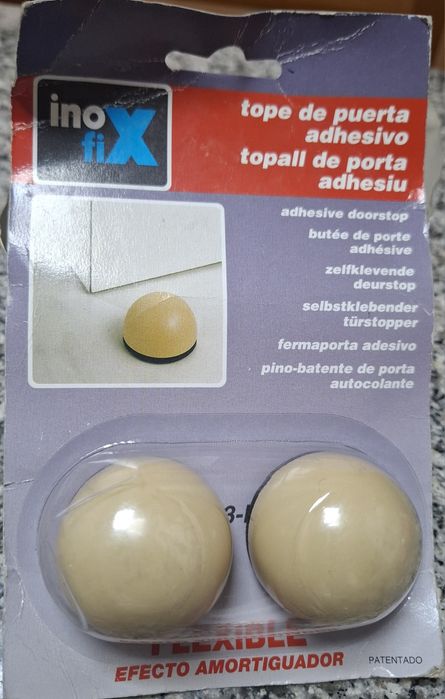 inox
fix
tope de puerta
adhesivo
topall de porta
adhesiu
adhesive doorstop
butée de porte
adhésive
zelfklevende
deurstop
selbstklebender
türstopper
fermaporta adesivo
pino-batente de porta
autocolante
FLEXIBLE
EFECTO AMORTIGUADOR
PATENTADO